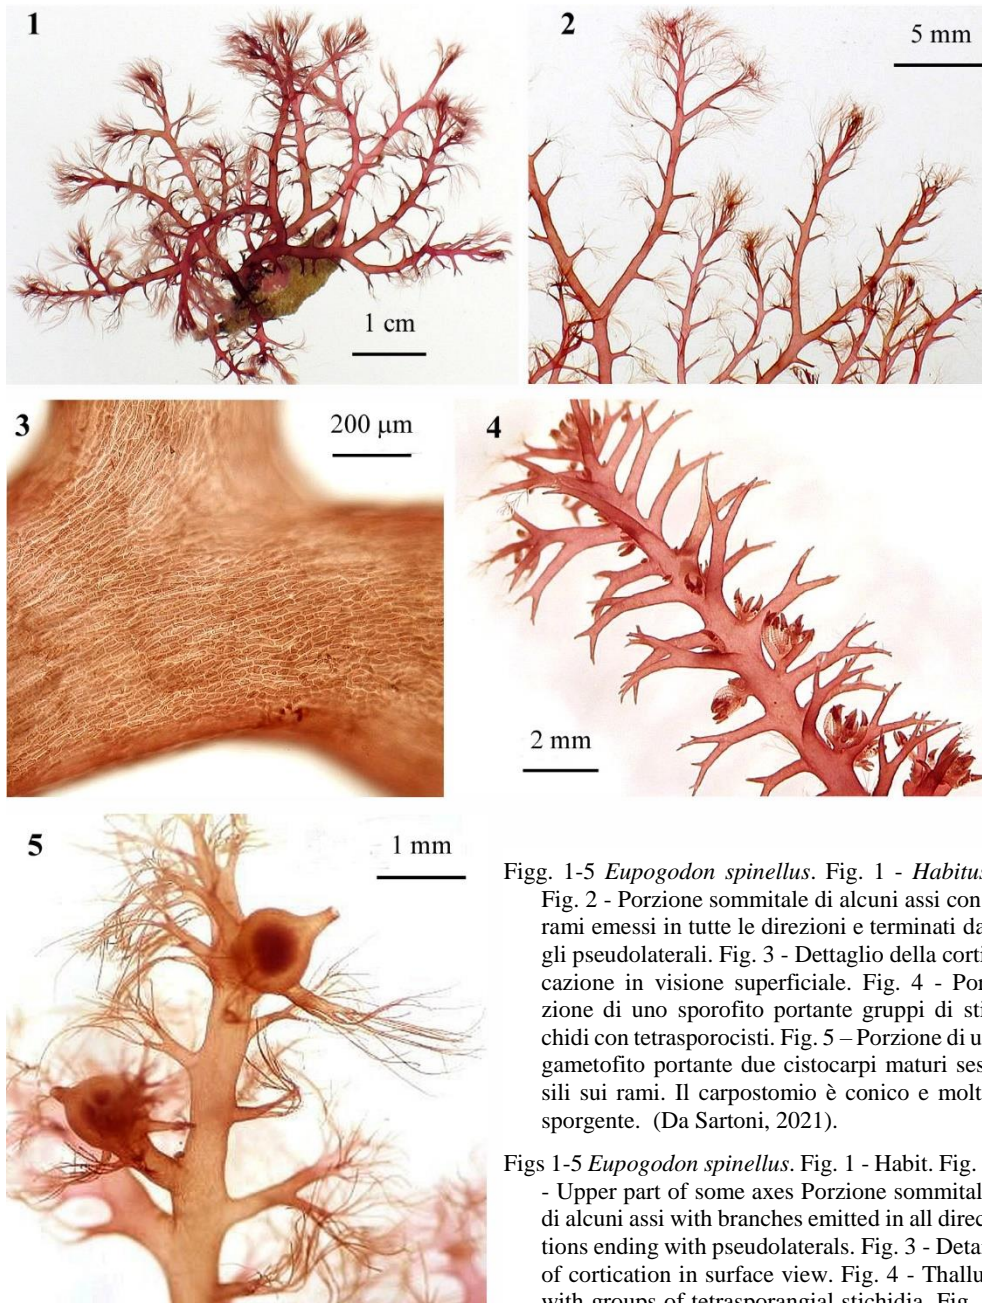 1
2
5 mm
1 cm
3
200 µm
4
2 mm
5
1 mm
Figg. 1-5 Eupogodon spinellus. Fig. 1 - Habitus
Fig. 2 - Porzione sommitale di alcuni assi con
rami emessi in tutte le direzioni e terminati da
gli pseudolaterali. Fig. 3 - Dettaglio della corti
cazione in visione superficiale. Fig. 4 - Por
zione di uno sporofito portante gruppi di sti
chidi con tetrasporocisti. Fig. 5 – Porzione di u
gametofito portante due cistocarpi maturi ses
sili sui rami. Il carpostomio è conico e molt
sporgente. (Da Sartoni, 2021).
Figs 1-5 Eupogodon spinellus. Fig. 1 - Habit. Fig.
- Upper part of some axes Porzione sommital
di alcuni assi with branches emitted in all direc
tions ending with pseudolaterals. Fig. 3 - Detai
of cortication in surface view. Fig. 4 - Thallu
with groups of tetrasporangial stichidia. Fig.